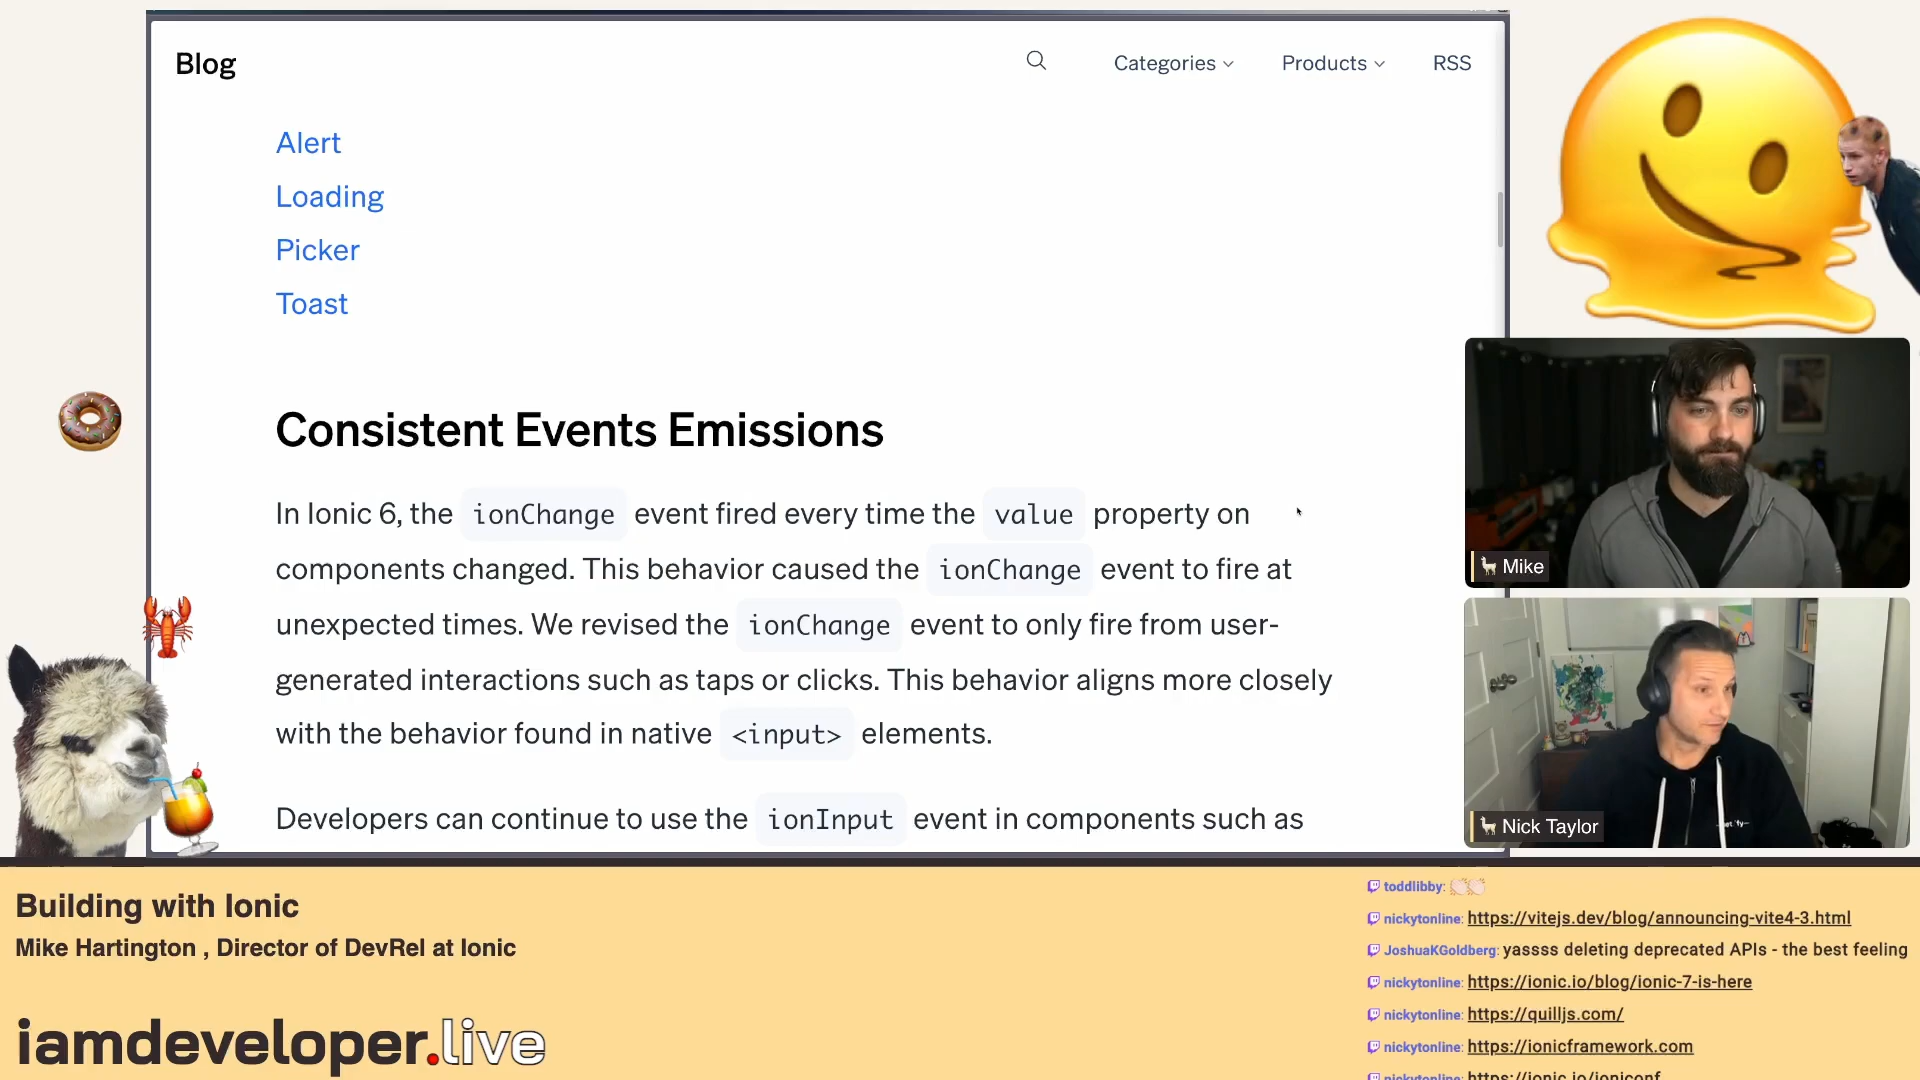 Blog
Categories
Products
RSS
Alert
Loading
Picker
Toast
Consistent Events Emissions
In Ionic 6, the ionChange event fired every time the value property on
components changed. This behavior caused the ionChange event to fire at
unexpected times. We revised the ionChange event to only fire from user-
generated interactions such as taps or clicks. This behavior aligns more closely
with the behavior found in native <input> elements.
Developers can continue to use the ionInput event in components such as
Mike
Nick Taylor
Building with Ionic
Mike Hartington , Director of DevRel at Ionic
iamdeveloper.live
toddlibby:
nickytonline: https://vitejs.dev/blog/announcing-vite4-3.html
JoshuaKGoldberg: yassss deleting deprecated APIs - the best feeling
nickytonline: https://ionic.io/blog/ionic-7-is-here
nickytonline: https://quilljs.com/
nickytonline: https://ionicframework.com
nickytonline: https://ionic.io/ioniconf